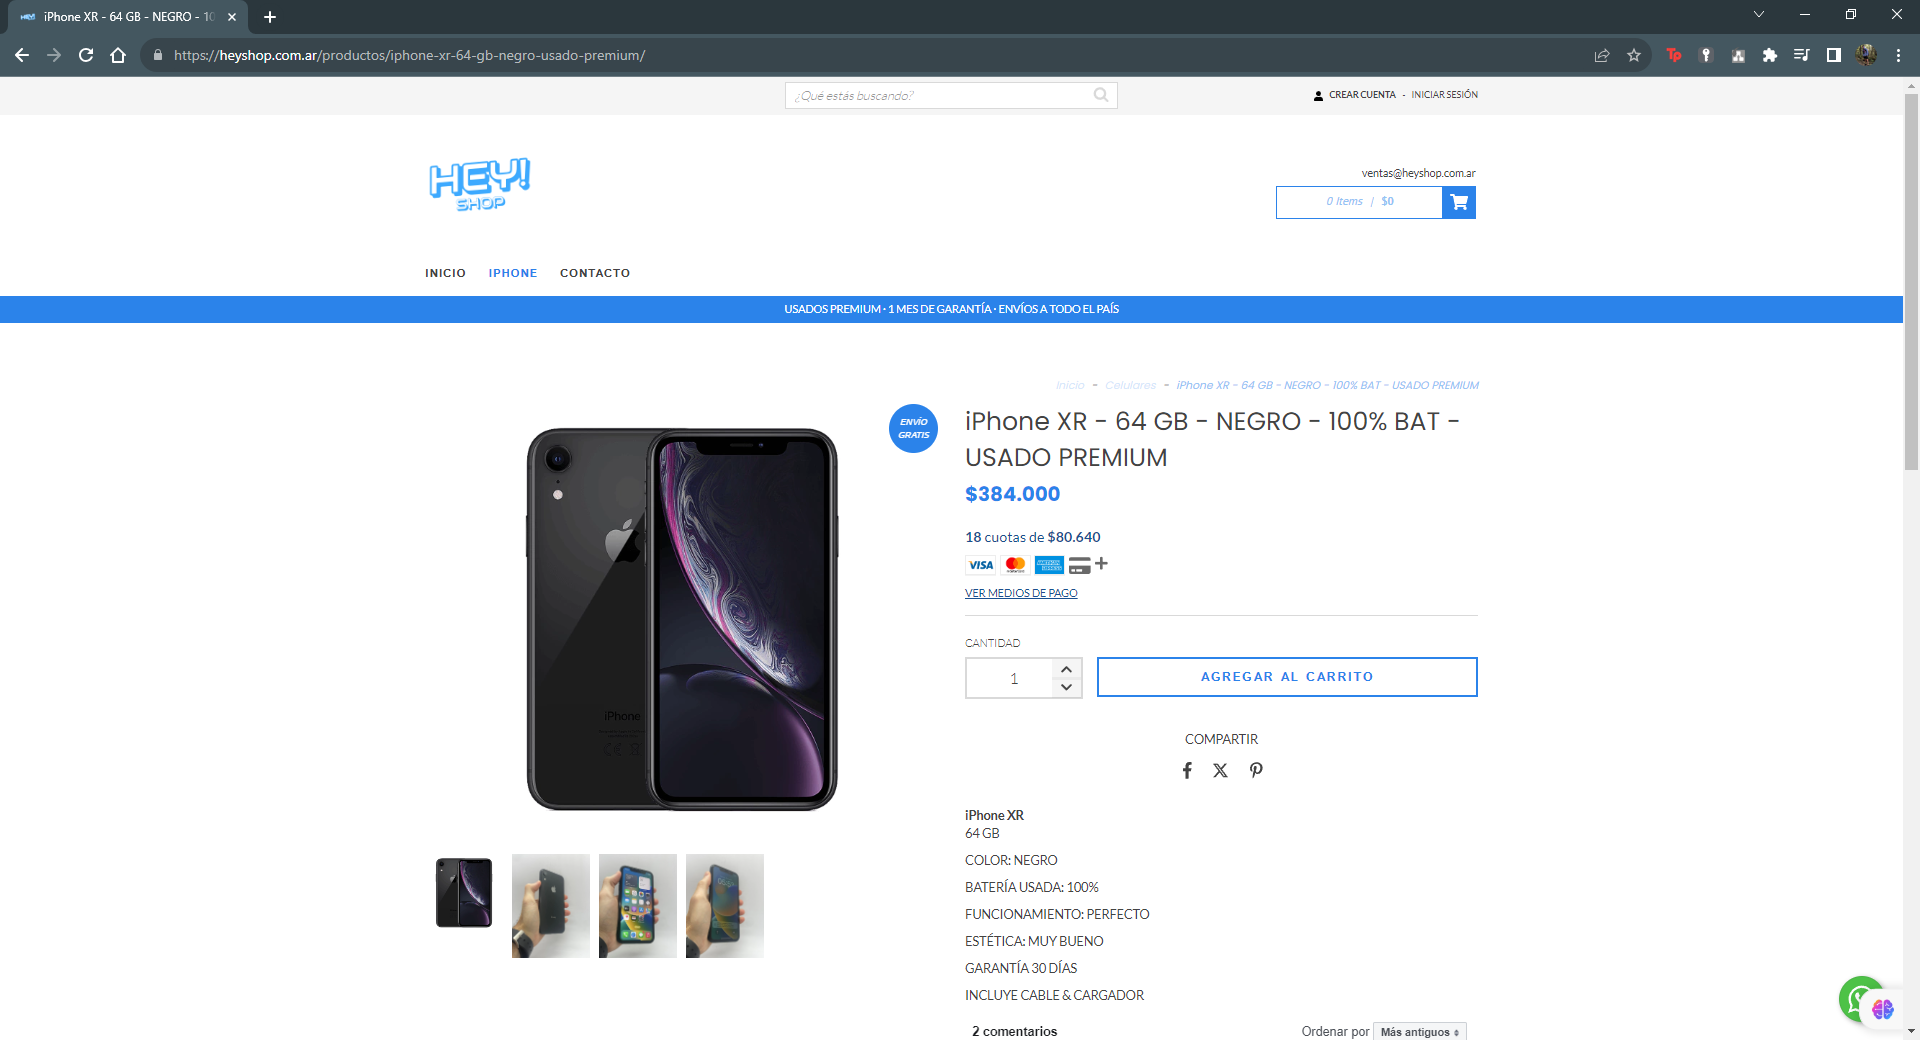 iPhone XR - 64 GB - NEGRO - 10
https://heyshop.com.ar/productos/iphone-xr-64-gb-negro-usado-premium/
Tp
¿Qué estás buscando?
CREAR CUENTA - INICIAR SESIÓN
HEY!
SHOP
ventas@heyshop.com.ar
0 Items | $0
INICIO IPHONE CONTACTO
USADOS PREMIUM · 1 MES DE GARANTÍA · ENVÍOS A TODO EL PAÍS
Inicio - Celulares - iPhone XR - 64 GB - NEGRO - 100% BAT - USADO PREMIUM
ENVÍO
GRATIS
iPhone XR - 64 GB - NEGRO - 100% BAT -
USADO PREMIUM
$384.000
18 cuotas de $80.640
VISA
AMERICAN EXPRESS
VER MEDIOS DE PAGO
CANTIDAD
1
AGREGAR AL CARRITO
COMPARTIR
iPhone
iPhone XR
64 GB
COLOR: NEGRO
BATERÍA USADA: 100%
FUNCIONAMIENTO: PERFECTO
ESTÉTICA: MUY BUENO
GARANTÍA 30 DÍAS
INCLUYE CABLE & CARGADOR
2 comentarios
Ordenar por Más antiguos